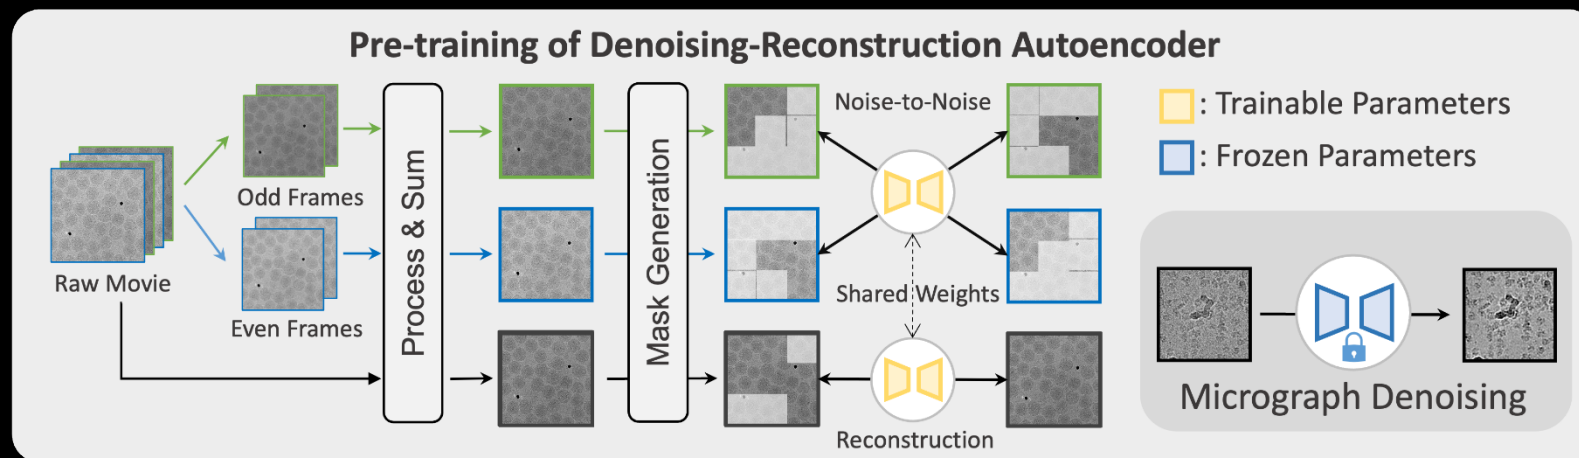 Pre-training of Denoising-Reconstruction Autoencoder
Raw Movie
Odd Frames
Even Frames
Process & Sum
Mask Generation
Noise-to-Noise
Shared Weights
Reconstruction
: Trainable Parameters
: Frozen Parameters
Micrograph Denoising